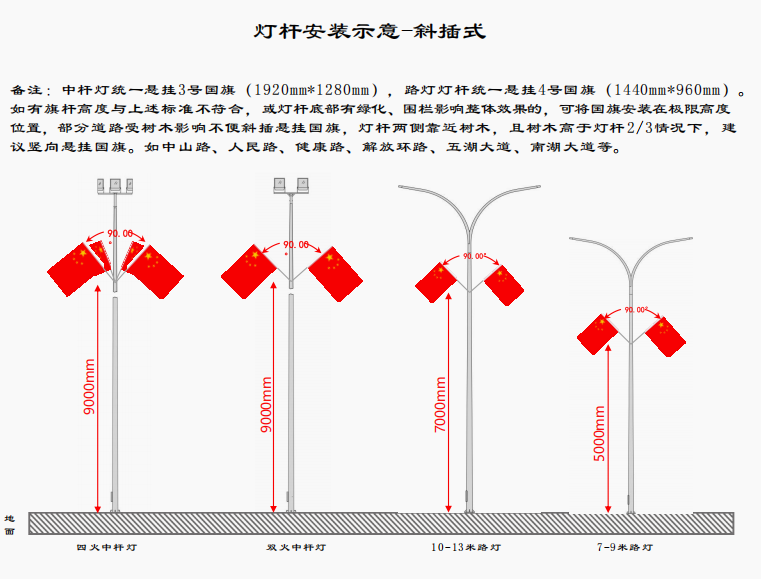 灯杆安装示意-斜插式
备注：中杆灯统一悬挂3号国旗（1920mm*1280mm），路灯灯杆统一悬挂4号国旗（1440mm*960mm）。
如有旗杆高度与上述标准不符合，或灯杆底部有绿化、围栏影响整体效果的，可将国旗安装在极限高度
位置，部分道路受树木影响不便斜插悬挂国旗，灯杆两侧靠近树木，且树木高于灯杆2/3情况下，建
议竖向悬挂国旗。如中山路、人民路、健康路、解放环路、五湖大道、南湖大道等。
90.00
90.00
90.00°
90.00°
9000mm
9000mm
7000mm
5000mm
地
面
四火中杆灯
双火中杆灯
10-13米路灯
7-9米路灯